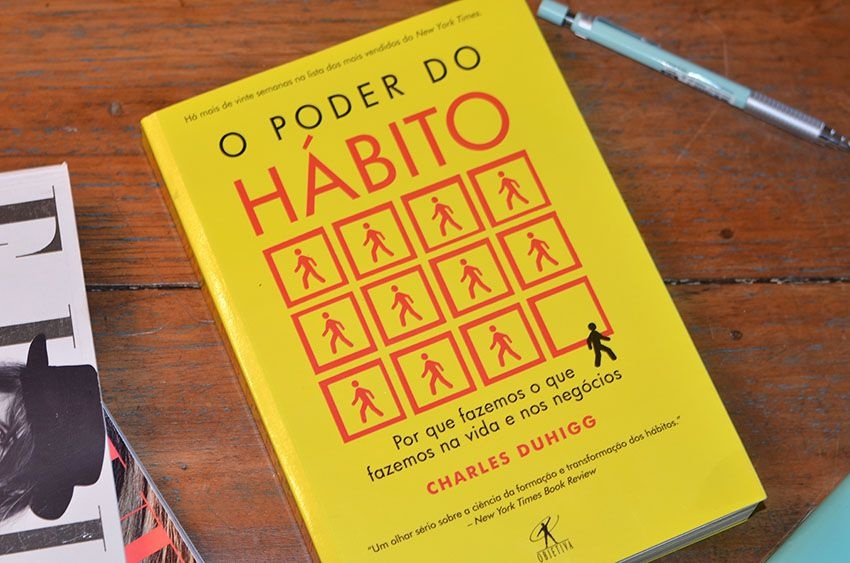 Há mais de vinte semanas na lista dos mais vendidos do New York Times.
O PODER DO
HÁBITO
Por que fazemos o que
fazemos na vida e nos negócios
CHARLES DUHIGG
"Um olhar sério sobre a ciência da formação e transformação dos hábitos."
– New York Times Book Review
OBJETIVA